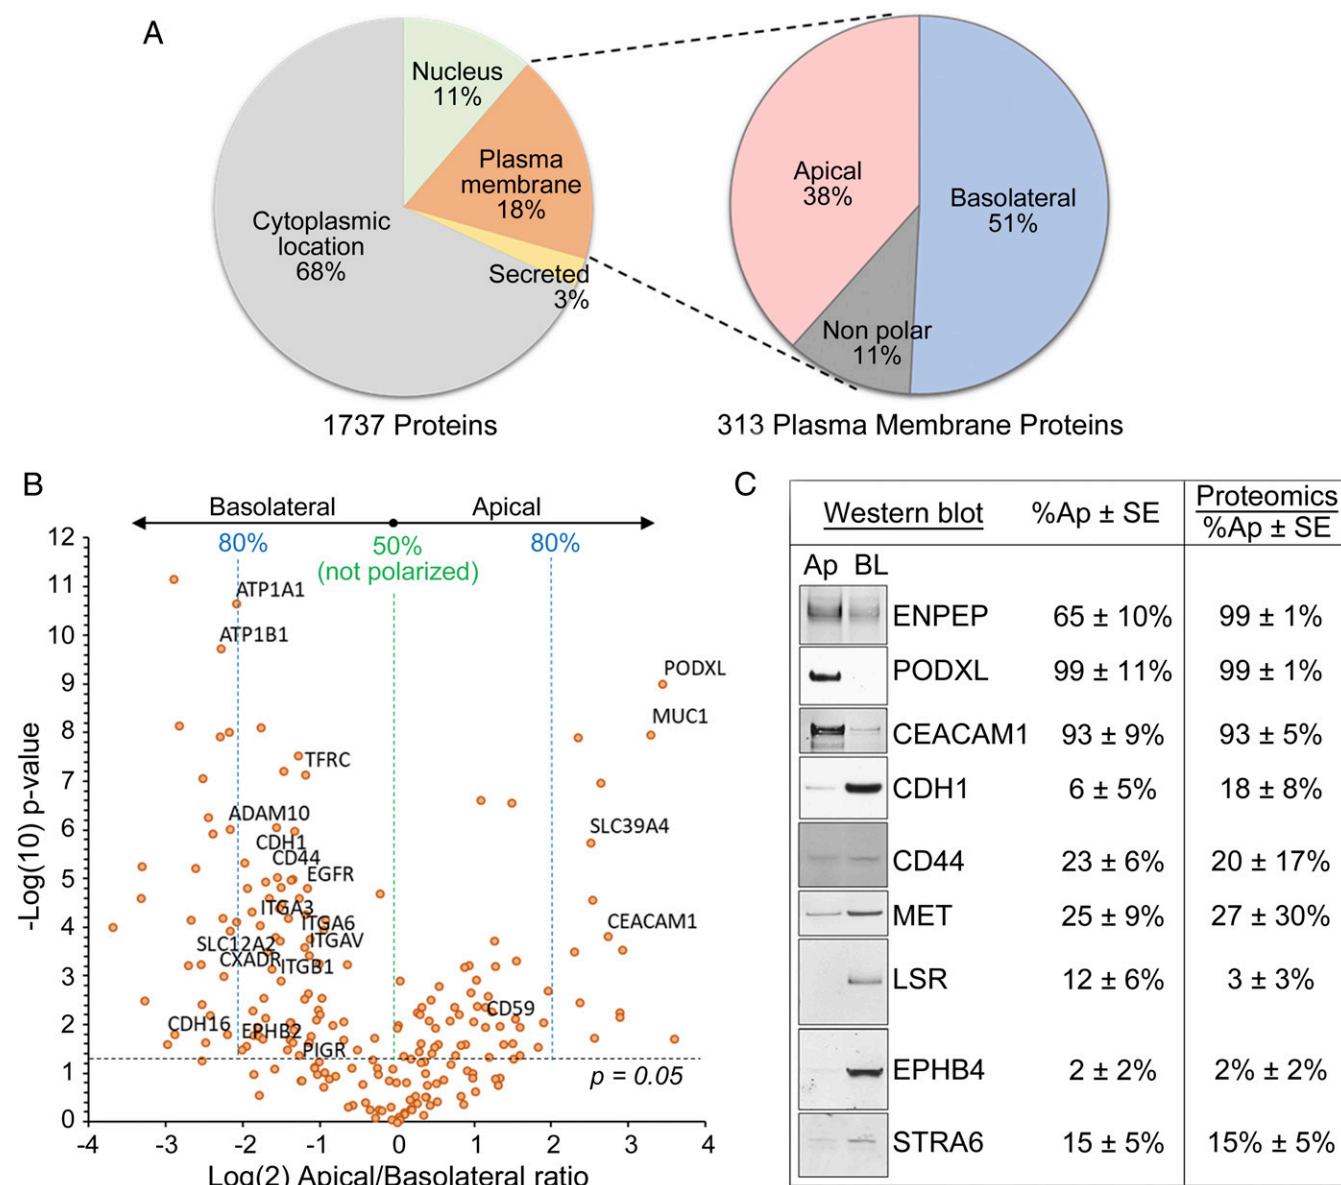 A
Nucleus
11%
Plasma
membrane
18%
Cytoplasmic
location
68%
Secreted
3%
1737 Proteins
Apical
38%
Basolateral
51%
Non polar
11%
313 Plasma Membrane Proteins
B
Basolateral
Apical
80%
50%
80%
(not polarized)
12
11
10
9
8
7
6
5
4
3
2
1
0
-Log(10) p-value
ATP1A1
ATP1B1
PODXL
MUC1
TFRC
ADAM10
SLC39A4
CDH1
CD44
EGFR
ITGA3
ITGA6
CEACAM1
SLC12A2
ITGAV
CXADR
ITGB1
CD59
CDH16
EPHB2
PIGR
p = 0.05
-4
-3
-2
-1
0
1
2
3
4
Log(2) Apical/Basolateral ratio
C
Western blot
%Ap ± SE
Proteomics
%Ap ± SE
Ap BL
ENPEP 65 ± 10% 99 ± 1%
PODXL 99 ± 11% 99 ± 1%
CEACAM1 93 ± 9% 93 ± 5%
CDH1 6 ± 5% 18 ± 8%
CD44 23 ± 6% 20 ± 17%
MET 25 ± 9% 27 ± 30%
LSR 12 ± 6% 3 ± 3%
EPHB4 2 ± 2% 2% ± 2%
STRA6 15 ± 5% 15% ± 5%